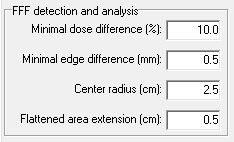 FFF detection and analysis
Minimal dose difference (%): 10.0
Minimal edge difference (mm): 0.5
Center radius (cm): 2.5
Flattened area extension (cm): 0.5